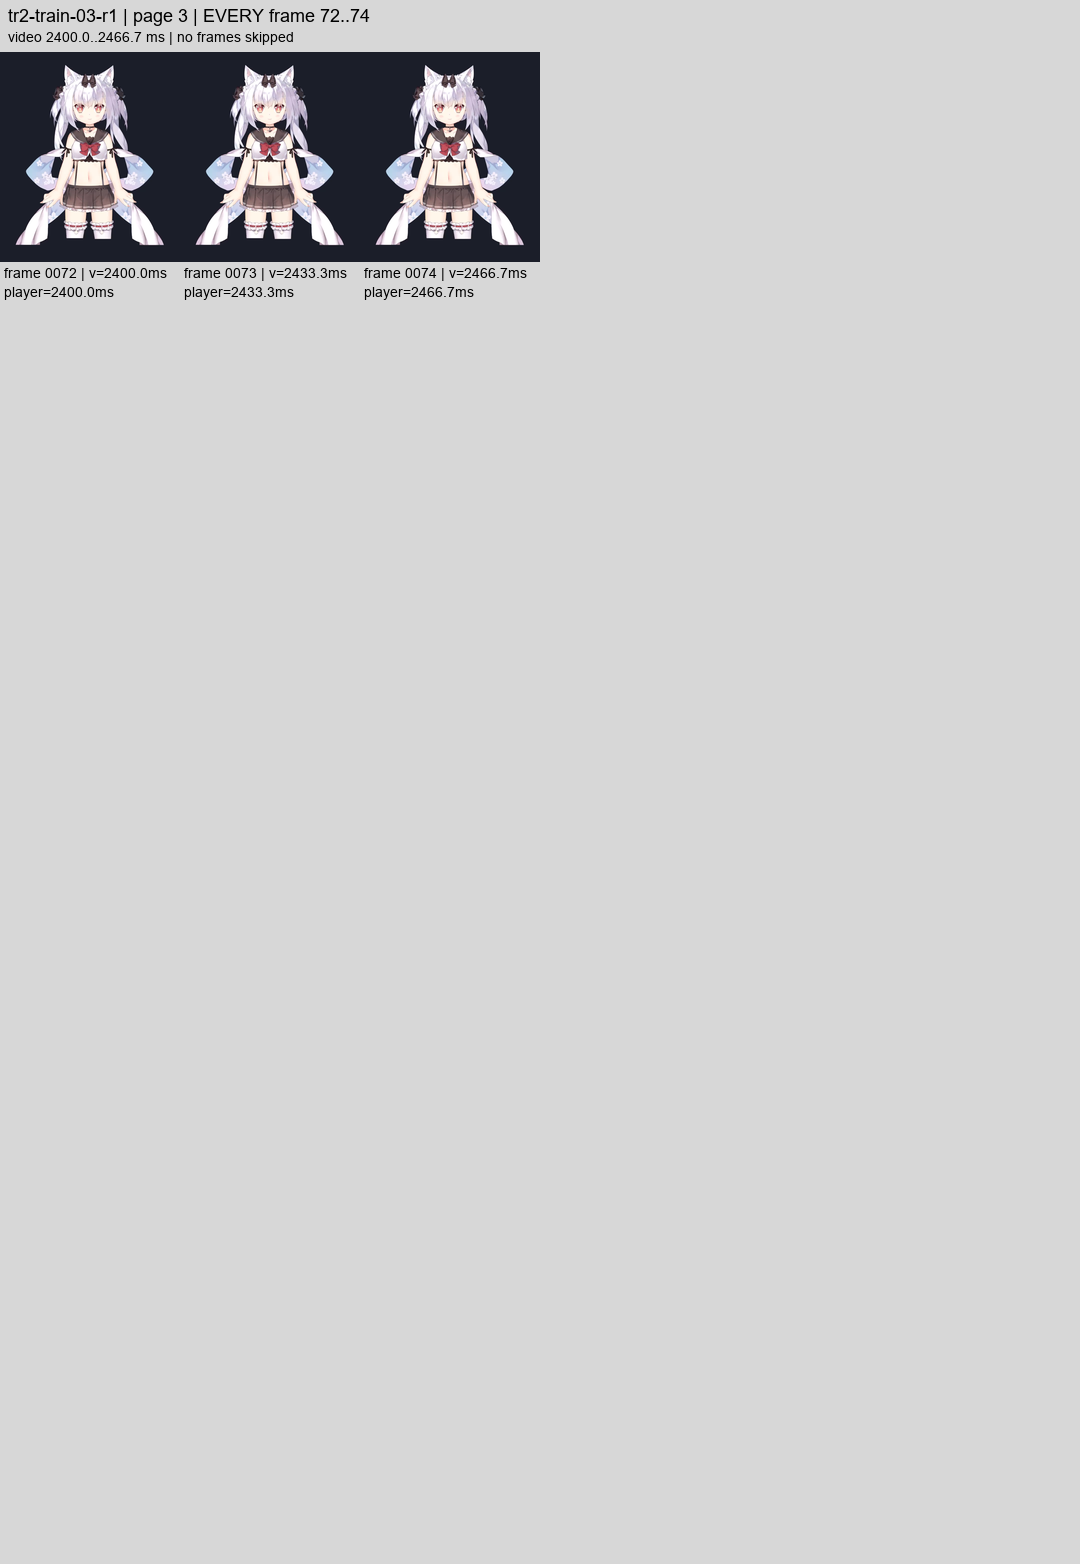 tr2-train-03-r1 | page 3 | EVERY frame 72..74
video 2400.0..2466.7 ms | no frames skipped
frame 0072 | v=2400.0ms
player=2400.0ms
frame 0073 | v=2433.3ms
player=2433.3ms
frame 0074 | v=2466.7ms
player=2466.7ms